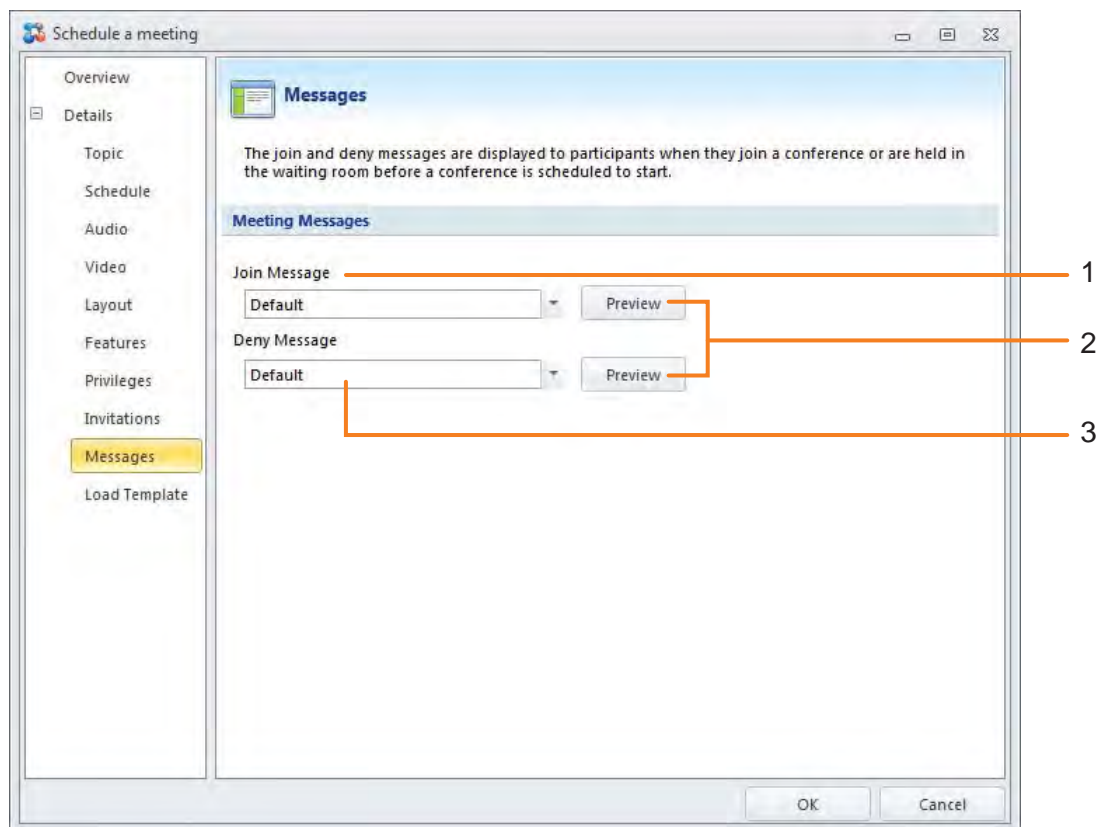 Schedule a meeting
Overview
Details
Topic
Schedule
Audio
Video
Layout
Features
Privileges
Invitations
Messages
Load Template
Messages
The join and deny messages are displayed to participants when they join a conference or are held in
the waiting room before a conference is scheduled to start.
Meeting Messages
Join Message
Default
Preview
Deny Message
Default
Preview
1
2
3
OK
Cancel